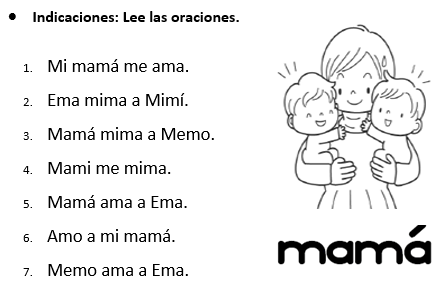 • Indicaciones: Lee las oraciones.
1. Mi mamá me ama.
2. Ema mima a Mimí.
3. Mamá mima a Memo.
4. Mami me mima.
5. Mamá ama a Ema.
6. Amo a mi mamá.
7. Memo ama a Ema.
mamá